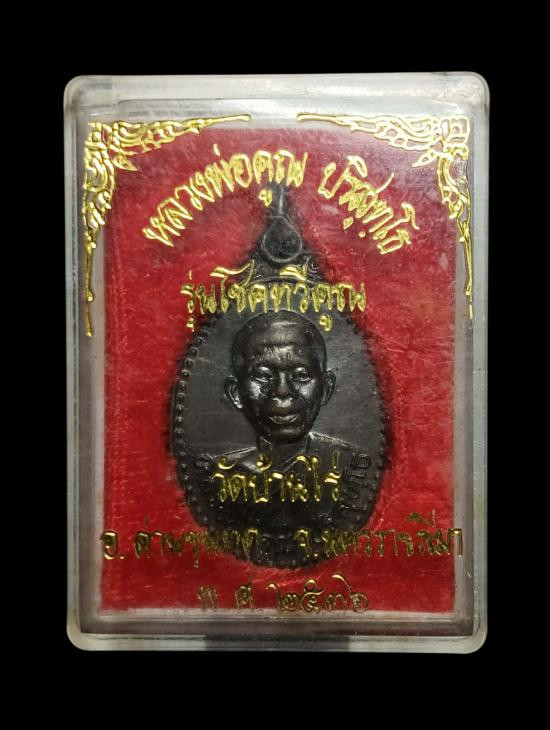 หลวงพ่อคูณ ปริสุทฺโธ
รุ่นโชคทวีคูณ
วัดบ้านไร่
อ.ด่านขุนทด จ.นครราชสีมา
พ.ศ.๒๕๓๖